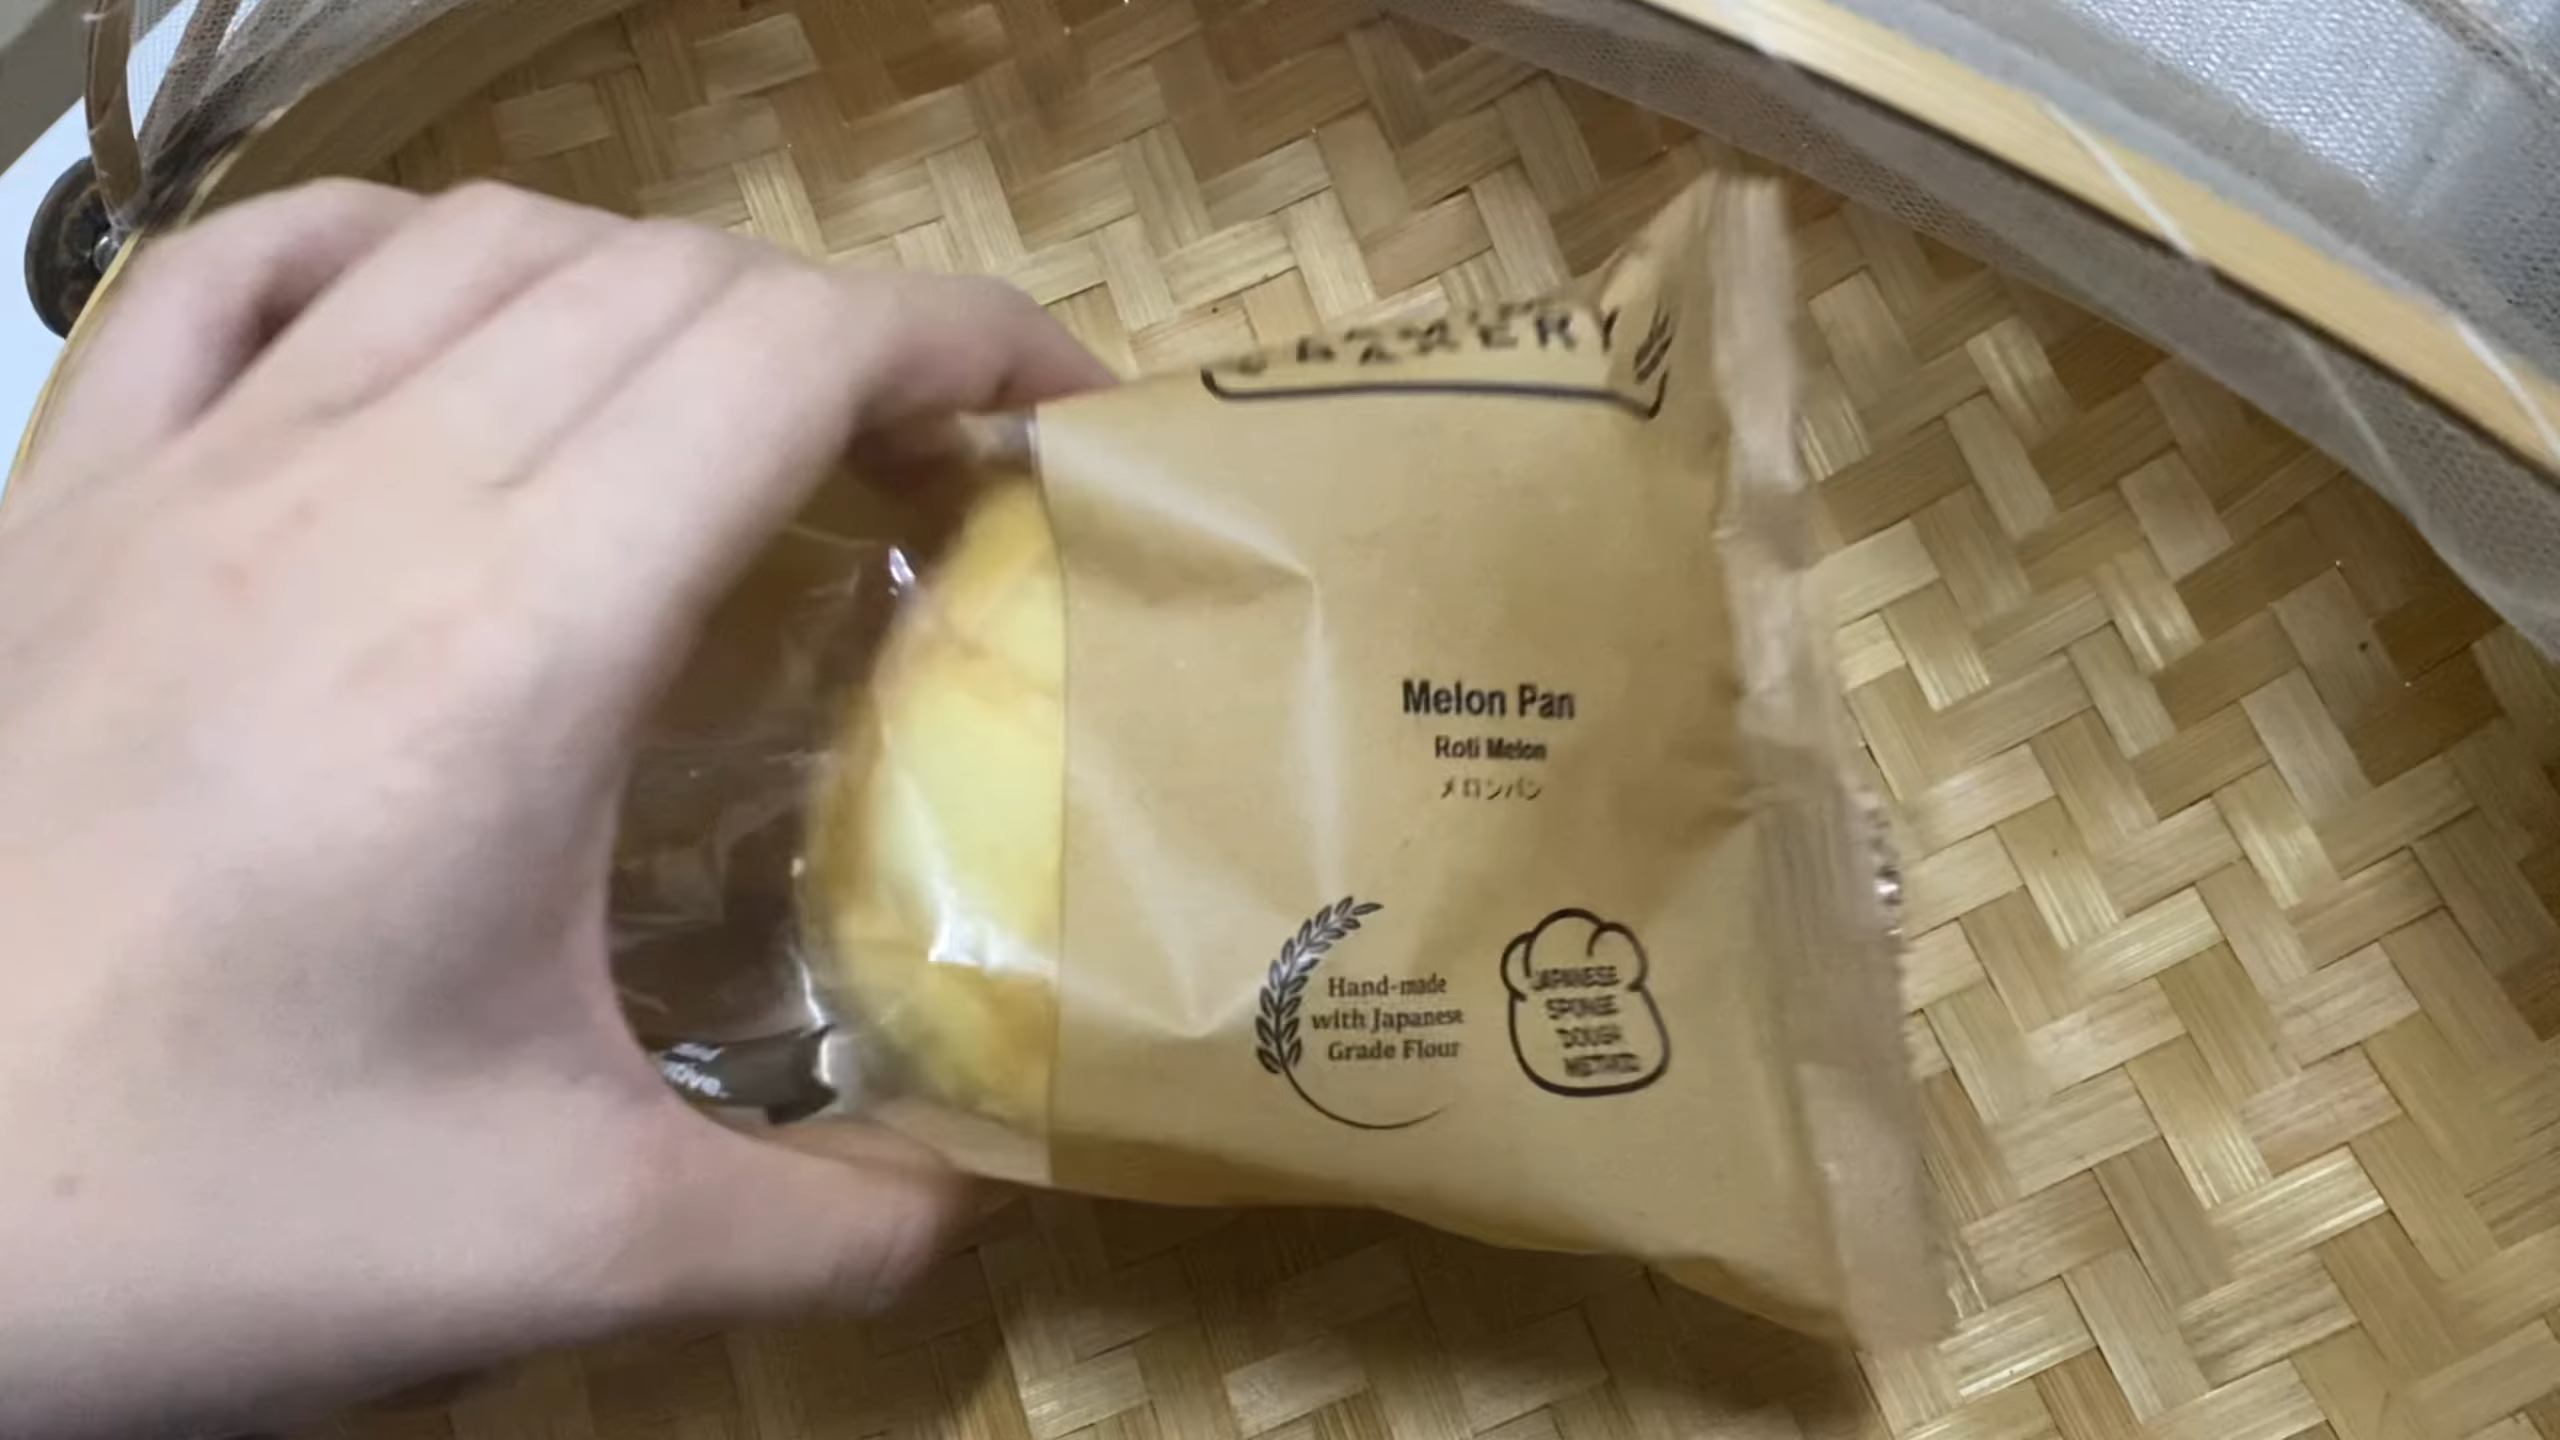 BAKERY
Melon Pan
Roti Melon
メロンパン
Hand-made
with Japanese
Grade Flour
JAPANESE
SPONGE
DOUGH
METHOD